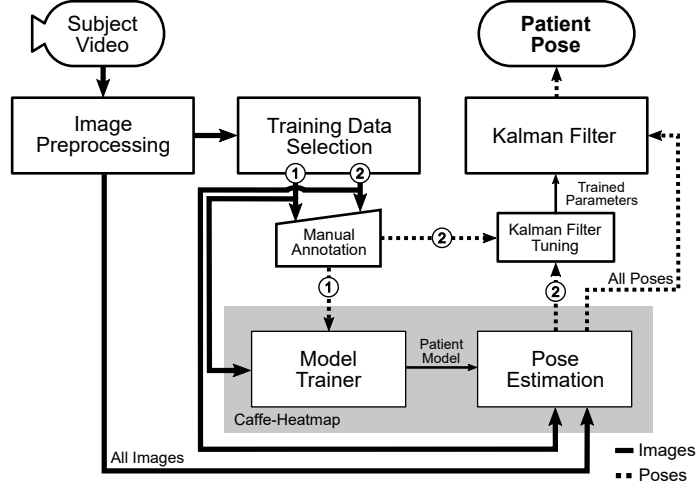 Subject
Video
Patient
Pose
Image
Preprocessing
Training Data
Selection
Kalman Filter
1
2
Trained
Parameters
Manual
Annotation
2
Kalman Filter
Tuning
1
2
All Poses
Model
Trainer
Patient
Model
Pose
Estimation
Caffe-Heatmap
All Images
Images
Poses